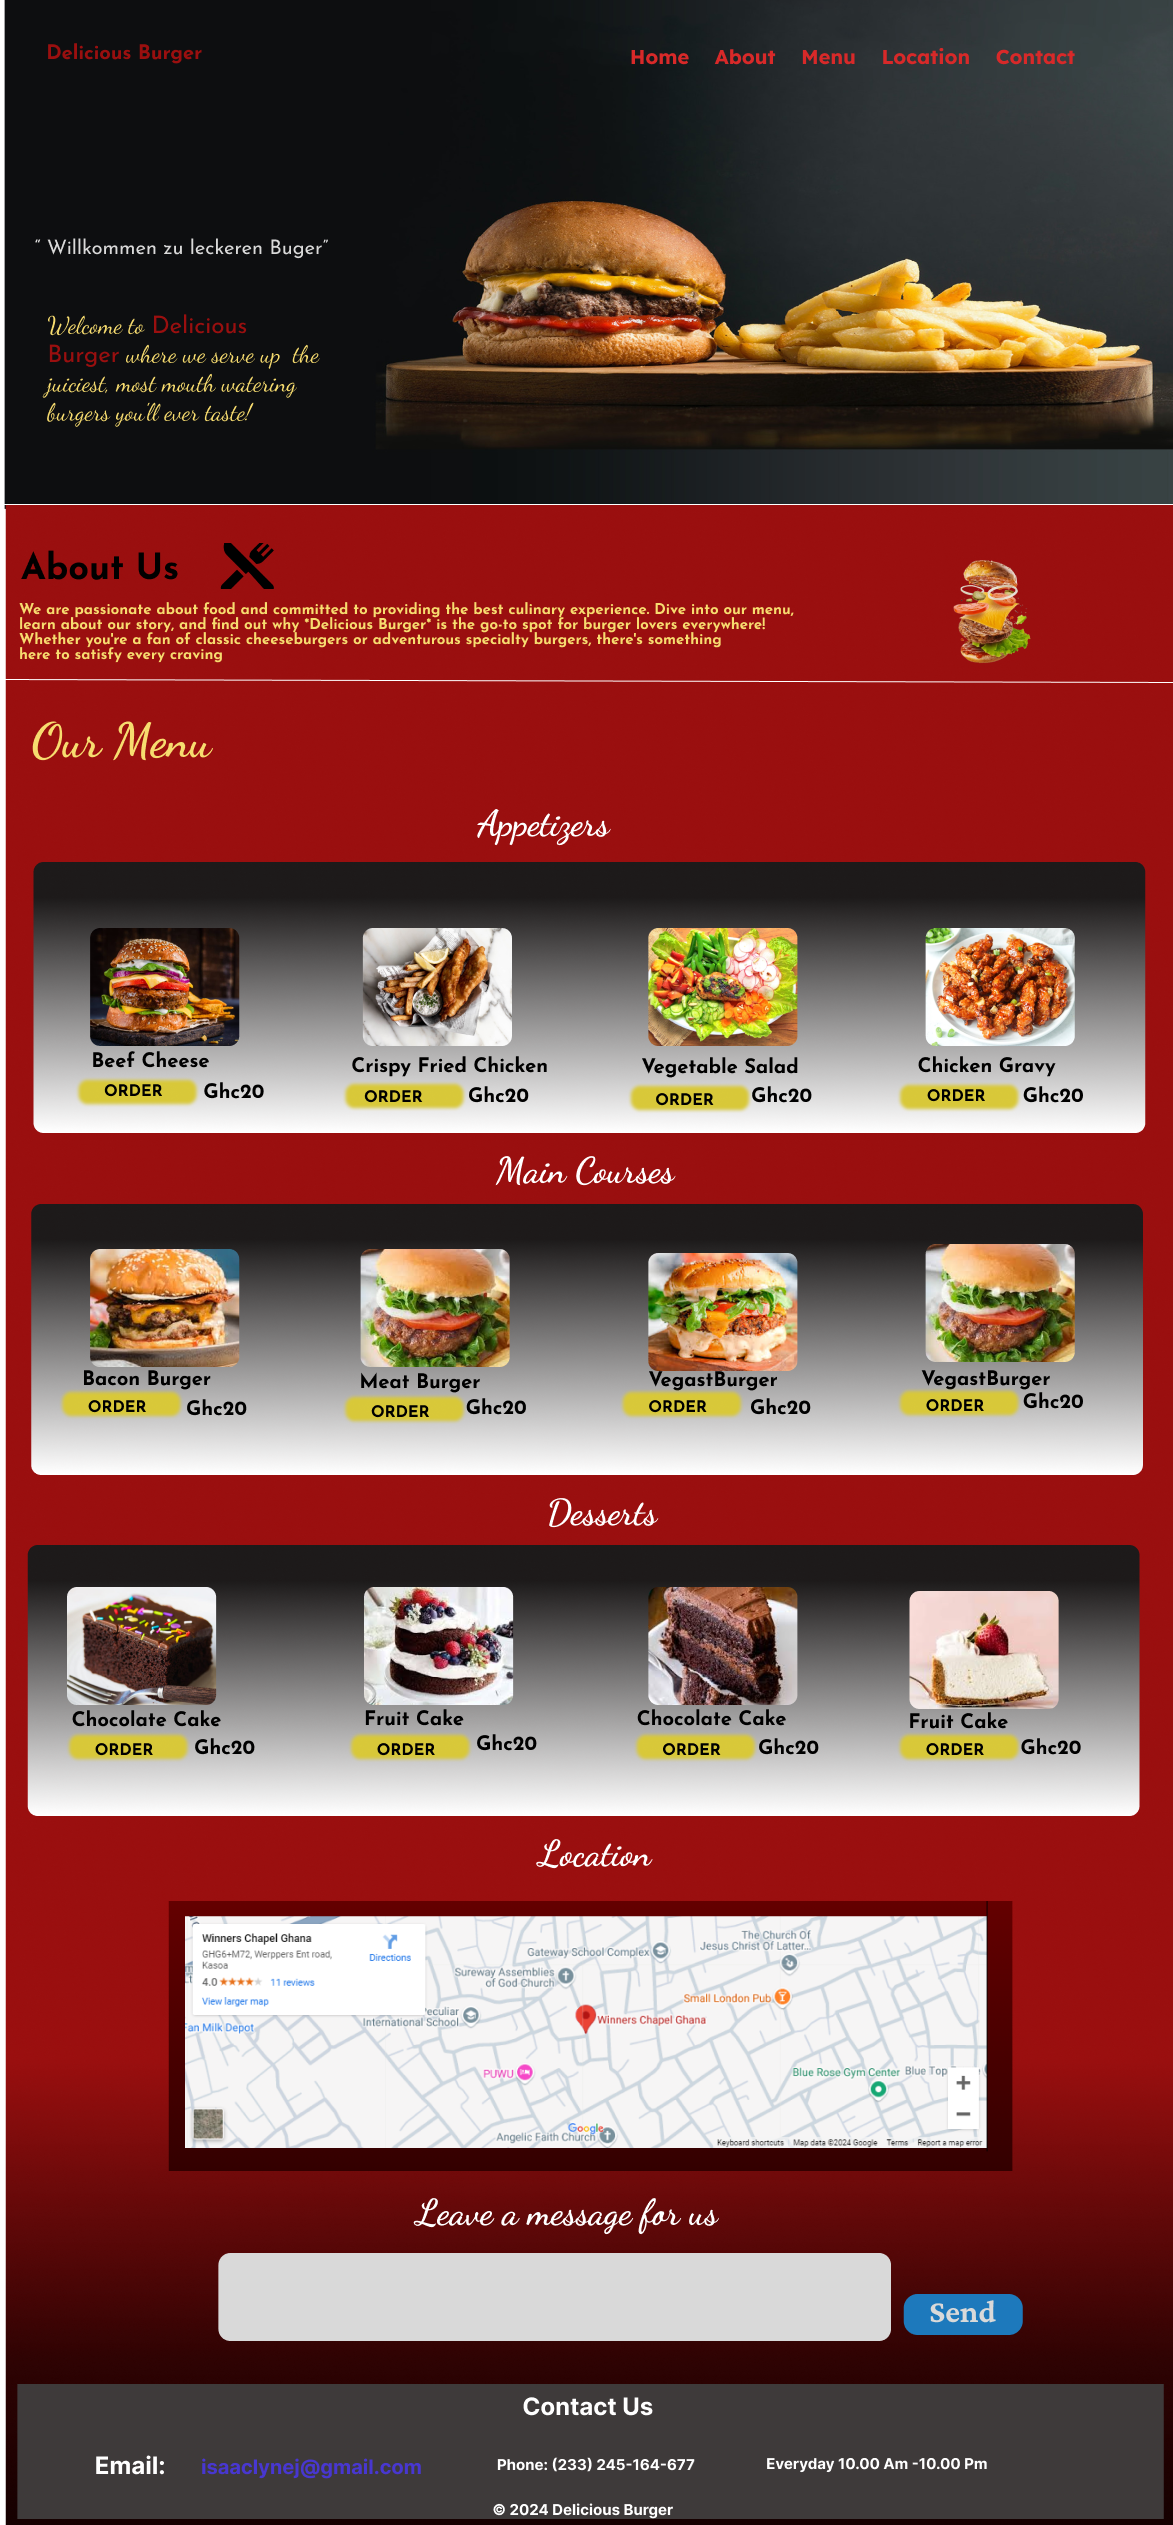 Delicious Burger
Home About Menu Location Contact
“ Willkommen zu leckeren Buger”
Welcome to Delicious
Burger where we serve up the
juiciest, most mouth watering
burgers you'll ever taste!
About Us
We are passionate about food and committed to providing the best culinary experience. Dive into our menu,
learn about our story, and find out why "Delicious Burger" is the go-to spot for burger lovers everywhere!
Whether you're a fan of classic cheeseburgers or adventurous specialty burgers, there's something
here to satisfy every craving
Our Menu
Appetizers
Beef Cheese
ORDER Ghc20
Crispy Fried Chicken
ORDER Ghc20
Vegetable Salad
ORDER Ghc20
Chicken Gravy
ORDER Ghc20
Main Courses
Bacon Burger
ORDER Ghc20
Meat Burger
ORDER Ghc20
VegastBurger
ORDER Ghc20
VegastBurger
ORDER Ghc20
Desserts
Chocolate Cake
ORDER Ghc20
Fruit Cake
ORDER Ghc20
Chocolate Cake
ORDER Ghc20
Fruit Cake
ORDER Ghc20
Location
Winners Chapel Ghana
GHG6+M72, Werppers Ent road,
Kasoa
4.0 11 reviews
View larger map
Directions
Gateway School Complex
The Church Of
Jesus Christ Of Latter...
Sureway Assemblies
of God Church
Small London Pub
Peculiar
International School
Winners Chapel Ghana
Fan Milk Depot
PUWU
Blue Rose Gym Center
Blue Top
Google
Angelic Faith Church
Keyboard shortcuts Map data ©2024 Google Terms Report a map error
Leave a message for us
Send
Contact Us
Email: isaaclynej@gmail.com
Phone: (233) 245-164-677
Everyday 10.00 Am -10.00 Pm
© 2024 Delicious Burger